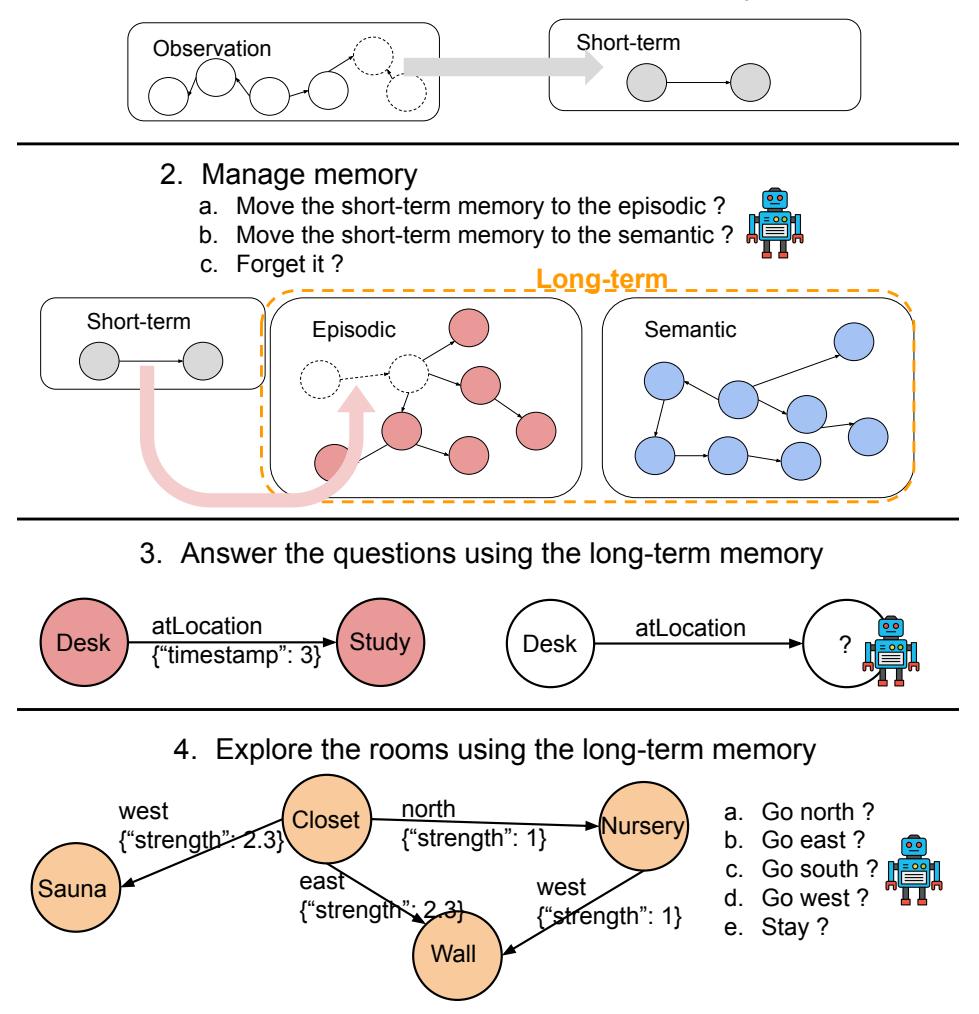 Observation
Short-term
2. Manage memory
a. Move the short-term memory to the episodic ?
b. Move the short-term memory to the semantic ?
c. Forget it ?
Long-term
Short-term
Episodic
Semantic
3. Answer the questions using the long-term memory
Desk
atLocation
{“timestamp”: 3}
Study
Desk
atLocation
?
4. Explore the rooms using the long-term memory
west
{“strength”: 2.3}
Closet
north
{“strength”: 1}
Nursery
Sauna
east
{“strength”: 2.3}
west
{“strength”: 1}
Wall
a. Go north ?
b. Go east ?
c. Go south ?
d. Go west ?
e. Stay ?